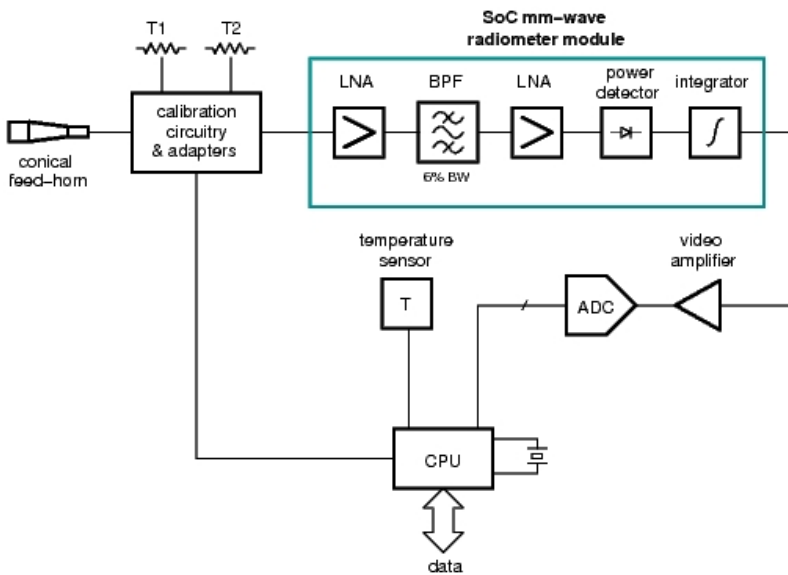 SoC mm-wave
radiometer module
T1
T2
LNA
BPF
LNA
power
detector
integrator
calibration
circuitry
& adapters
conical
feed-horn
6% BW
temperature
sensor
video
amplifier
T
ADC
CPU
data